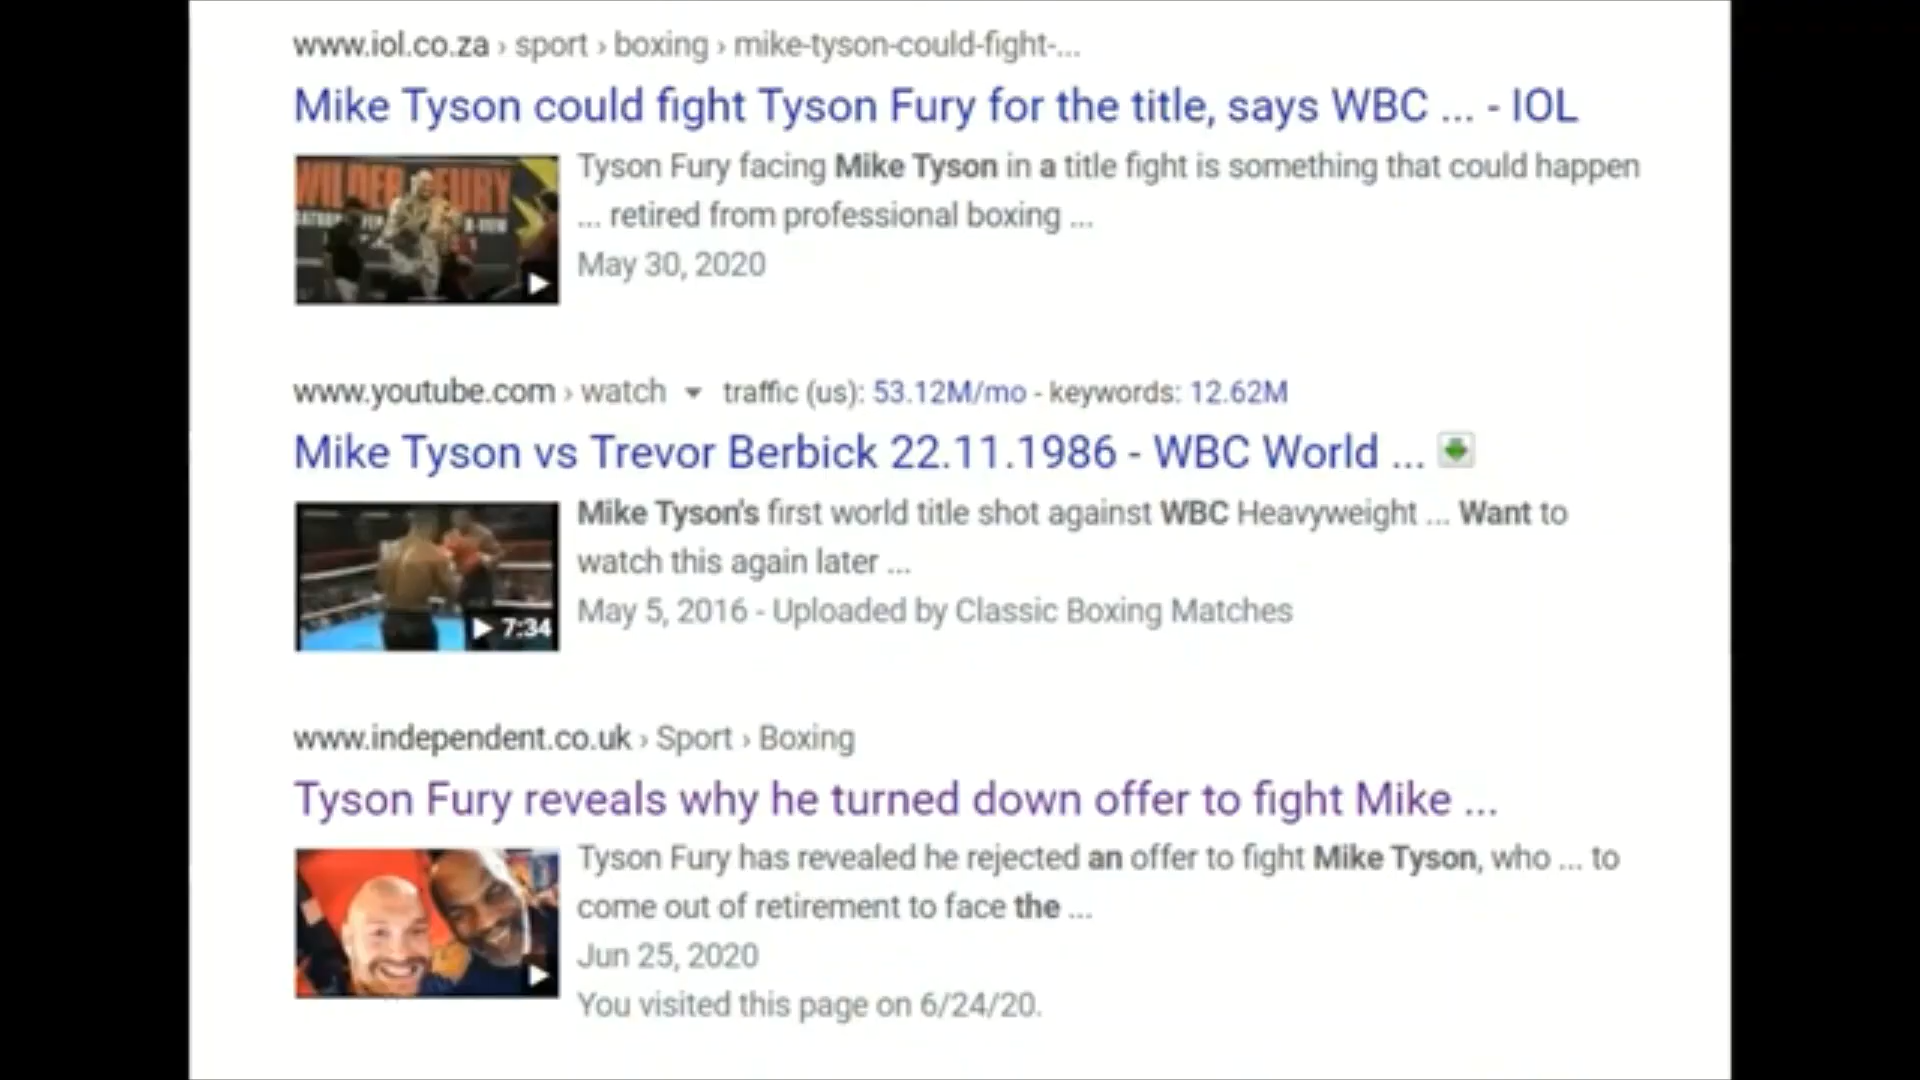 www.iol.co.za › sport › boxing › mike-tyson-could-fight-...
Mike Tyson could fight Tyson Fury for the title, says WBC ... - IOL
WILDER FURY
Tyson Fury facing Mike Tyson in a title fight is something that could happen
... retired from professional boxing ...
May 30, 2020
www.youtube.com › watch traffic (us): 53.12M/mo - keywords: 12.62M
Mike Tyson vs Trevor Berbick 22.11.1986 - WBC World ...
Mike Tyson's first world title shot against WBC Heavyweight ... Want to
watch this again later ...
May 5, 2016 - Uploaded by Classic Boxing Matches
7:34
www.independent.co.uk › Sport › Boxing
Tyson Fury reveals why he turned down offer to fight Mike ...
Tyson Fury has revealed he rejected an offer to fight Mike Tyson, who ... to
come out of retirement to face the ...
Jun 25, 2020
You visited this page on 6/24/20.